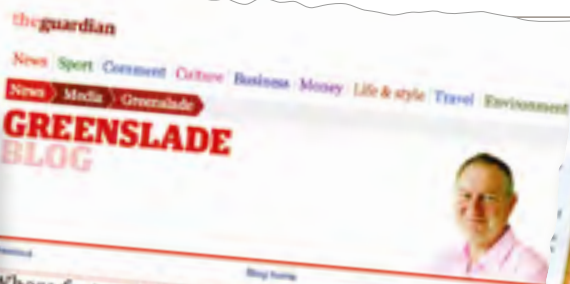 theguardian
News Sport Comment Culture Business Money Life & style Travel Environment
News Media Greenslade
GREENSLADE
BLOG
Blog home